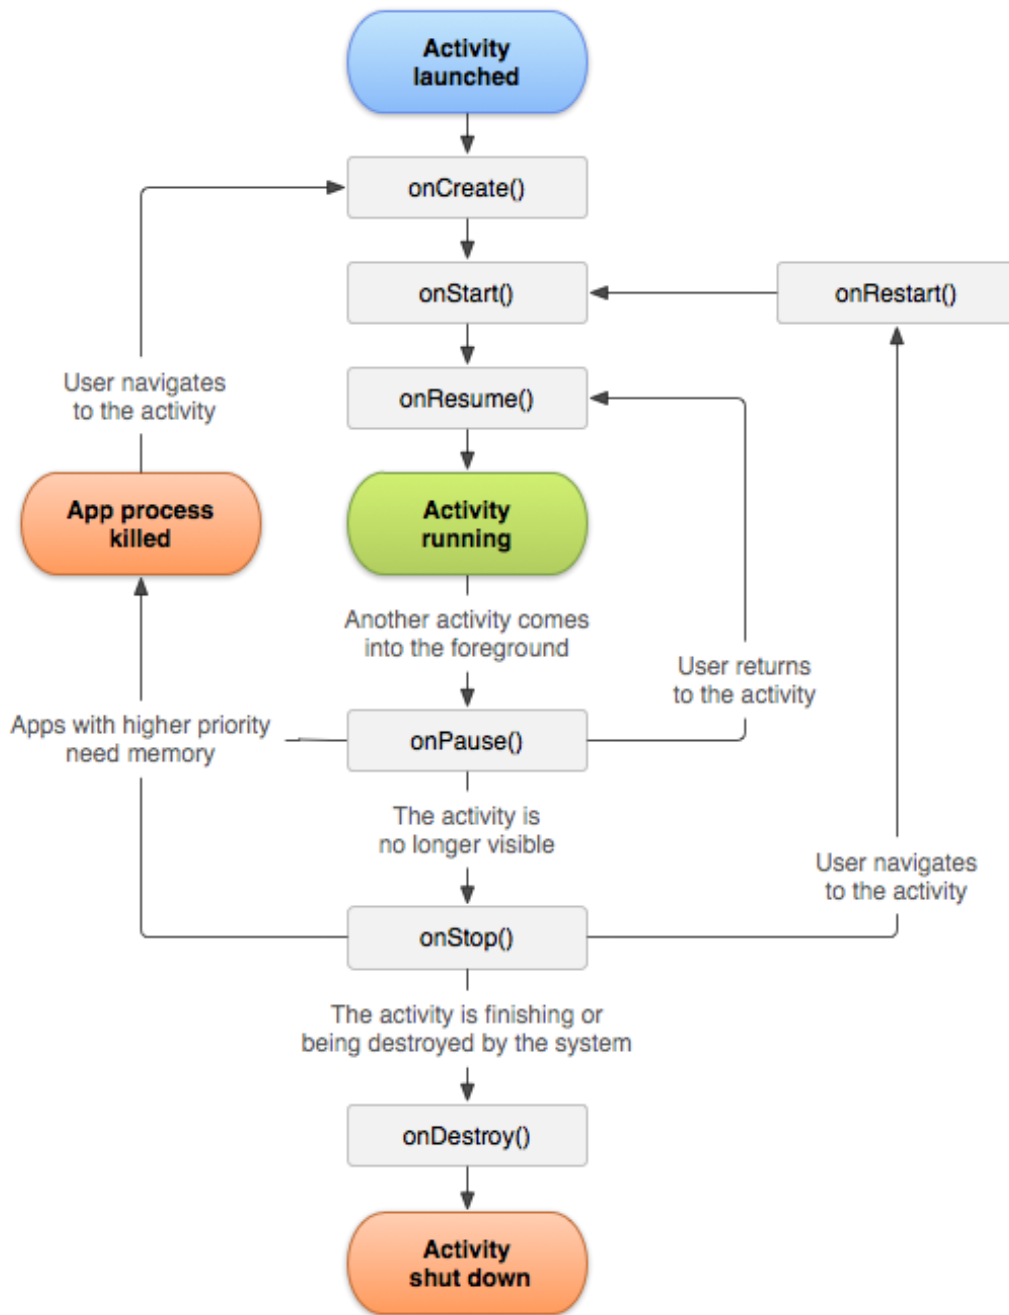 Activity
launched
onCreate()
onStart()
onRestart()
User navigates
to the activity
onResume()
App process
killed
Activity
running
Another activity comes
into the foreground
User returns
to the activity
Apps with higher priority
need memory
onPause()
The activity is
no longer visible
User navigates
to the activity
onStop()
The activity is finishing or
being destroyed by the system
onDestroy()
Activity
shut down